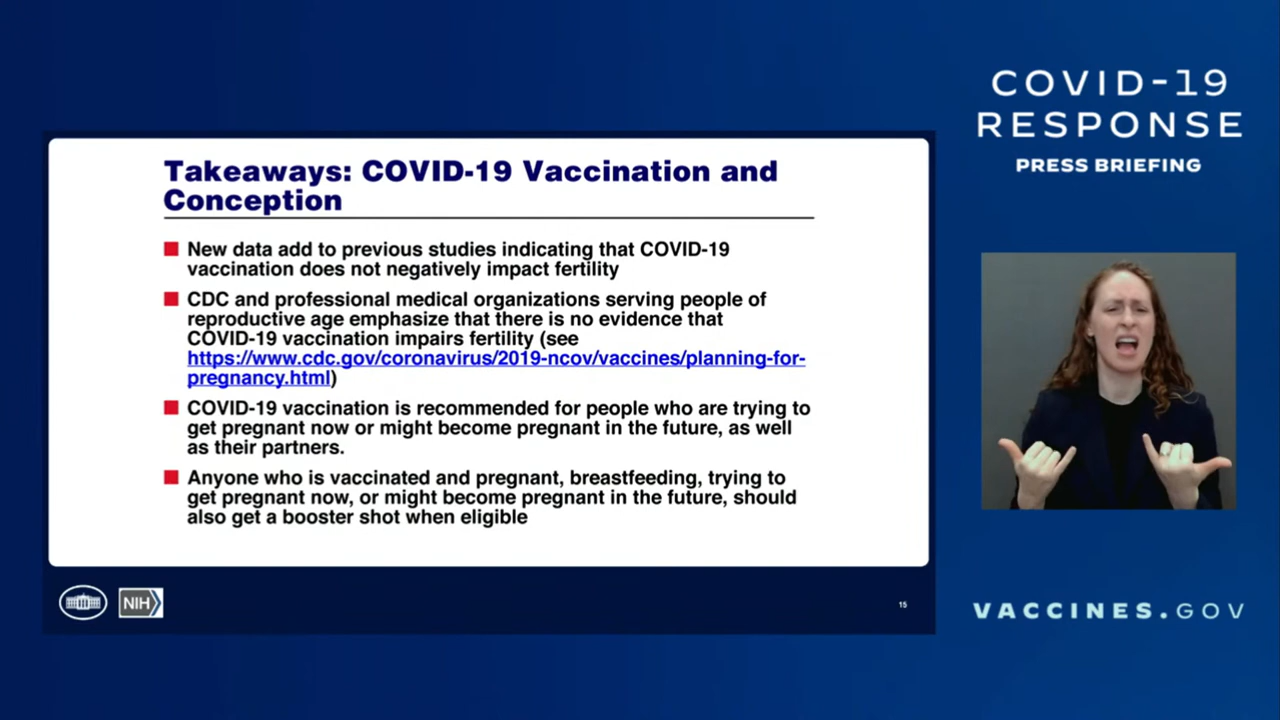 COVID-19
RESPONSE
PRESS BRIEFING
Takeaways: COVID-19 Vaccination and
Conception
New data add to previous studies indicating that COVID-19
vaccination does not negatively impact fertility
CDC and professional medical organizations serving people of
reproductive age emphasize that there is no evidence that
COVID-19 vaccination impairs fertility (see
https://www.cdc.gov/coronavirus/2019-ncov/vaccines/planning-for-
pregnancy.html)
COVID-19 vaccination is recommended for people who are trying to
get pregnant now or might become pregnant in the future, as well
as their partners.
Anyone who is vaccinated and pregnant, breastfeeding, trying to
get pregnant now, or might become pregnant in the future, should
also get a booster shot when eligible
NIH
15
VACCINES.GOV